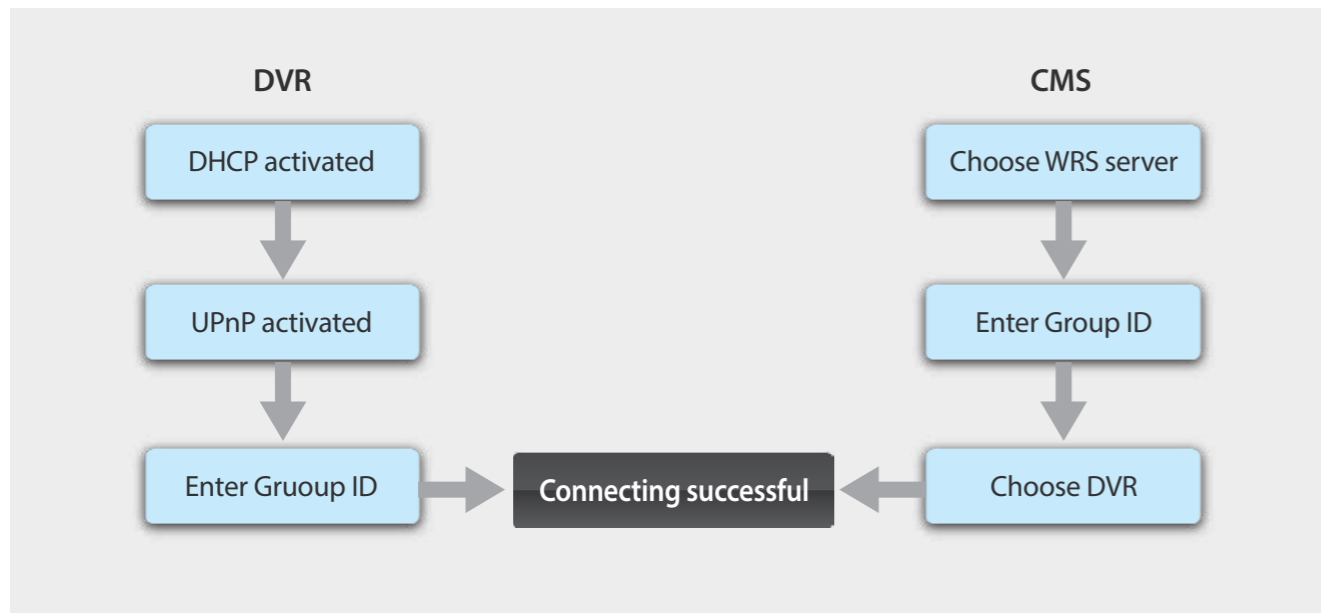 DVR
CMS
DHCP activated
Choose WRS server
UPnP activated
Enter Group ID
Enter Gruoup ID
Connecting successful
Choose DVR